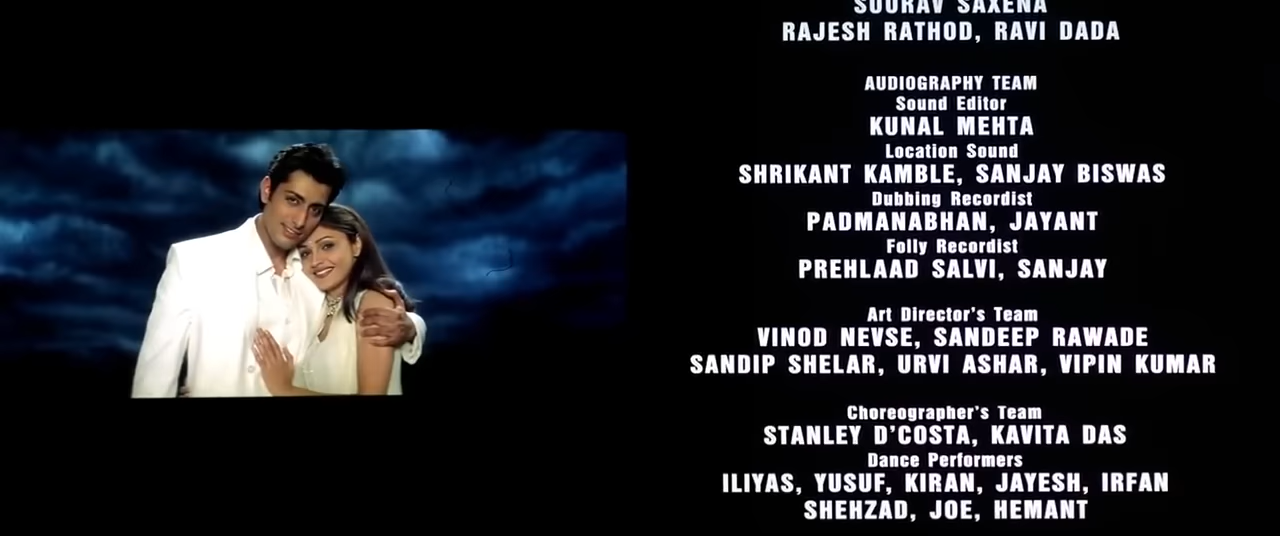 SOURAV SAXENA
RAJESH RATHOD, RAVI DADA
AUDIOGRAPHY TEAM
Sound Editor
KUNAL MEHTA
Location Sound
SHRIKANT KAMBLE, SANJAY BISWAS
Dubbing Recordist
PADMANABHAN, JAYANT
Folly Recordist
PREHLAAD SALVI, SANJAY
Art Director's Team
VINOD NEVSE, SANDEEP RAWADE
SANDIP SHELAR, URVI ASHAR, VIPIN KUMAR
Choreographer's Team
STANLEY D'COSTA, KAVITA DAS
Dance Performers
ILIYAS, YUSUF, KIRAN, JAYESH, IRFAN
SHEHZAD, JOE, HEMANT